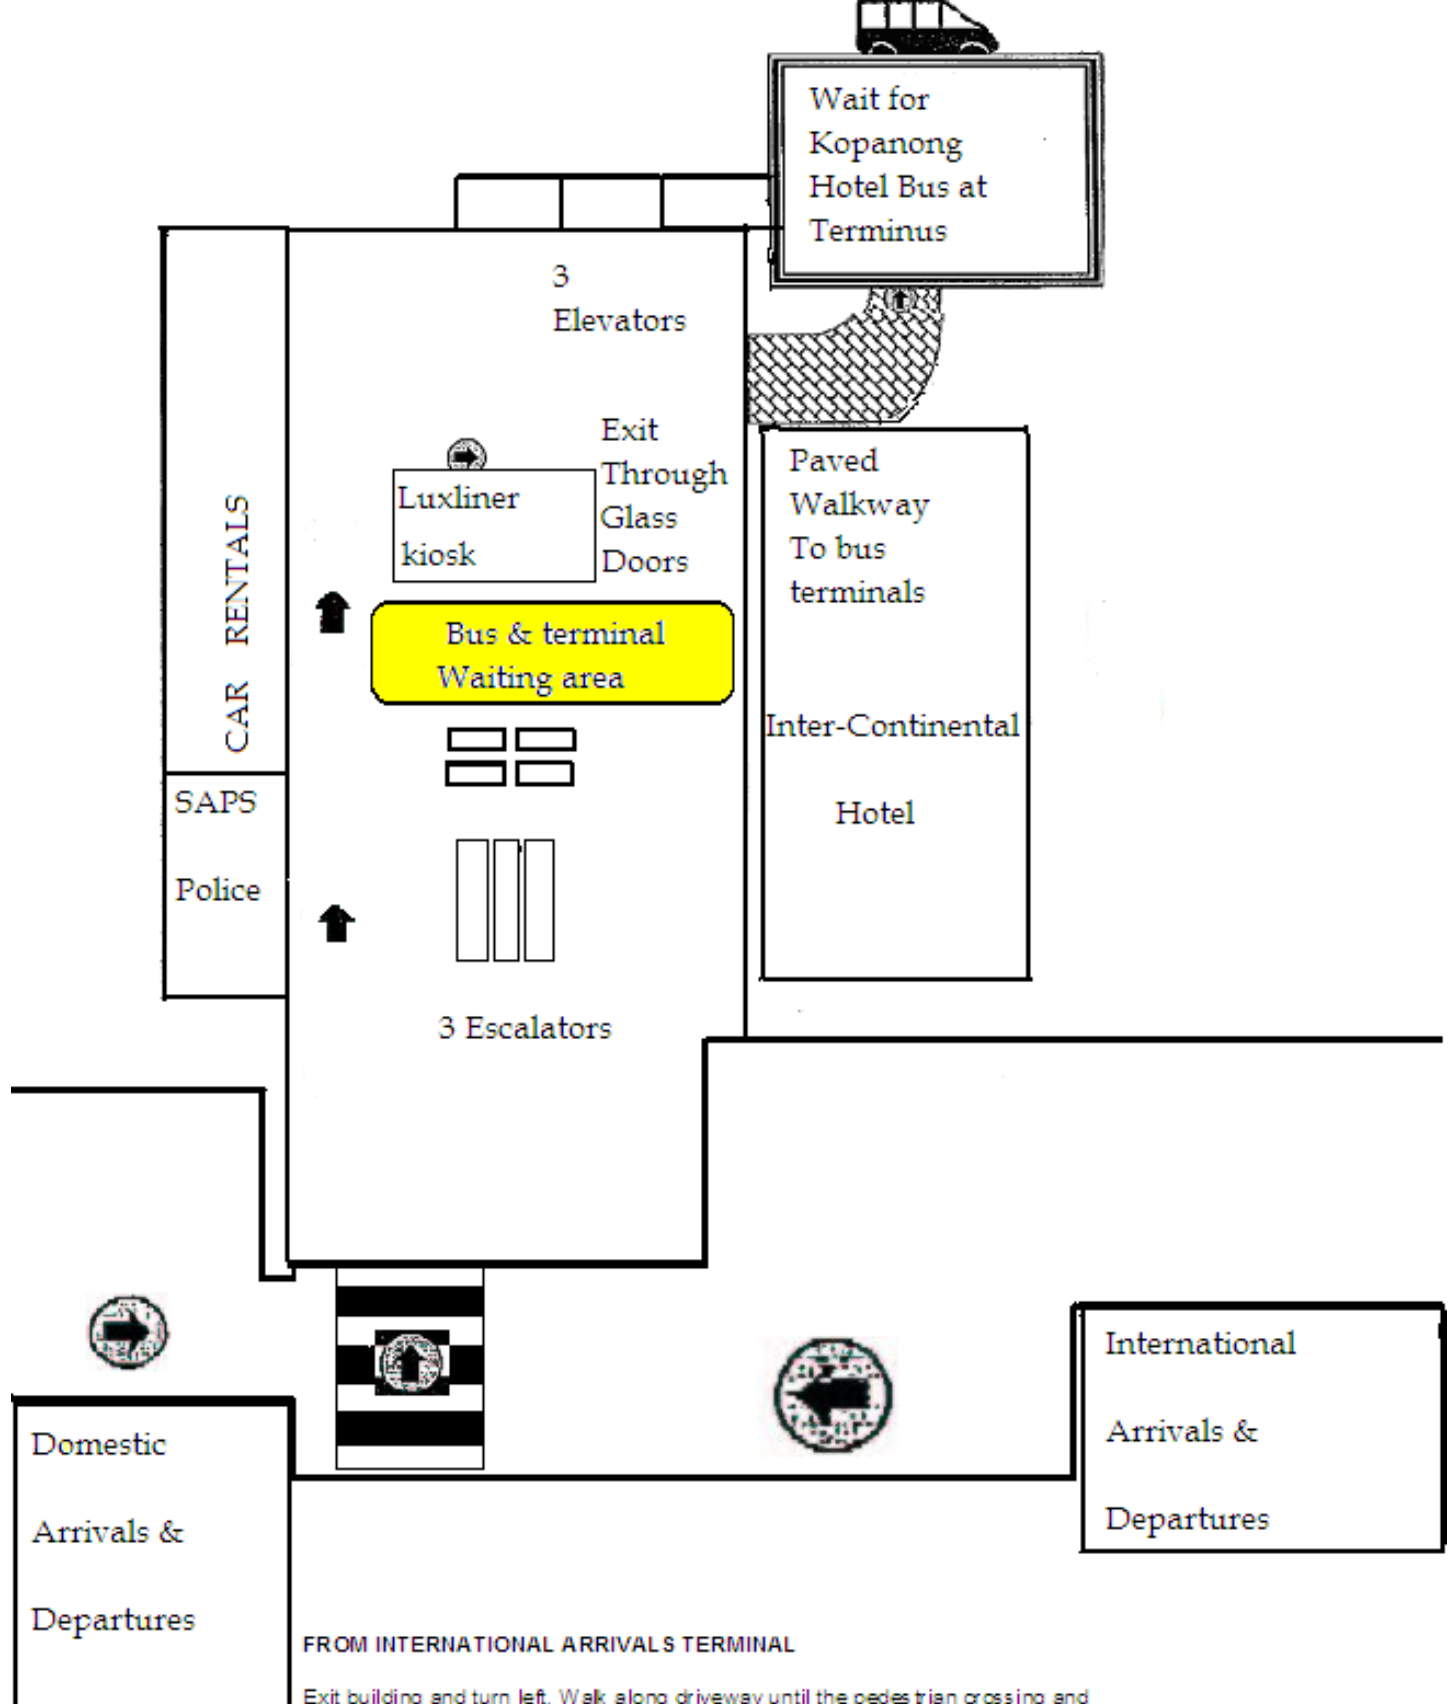 Wait for
Kopanong
Hotel Bus at
Terminus
3
Elevators
Exit
Through
Glass
Doors
Luxliner
kiosk
Paved
Walkway
To bus
terminals
CAR RENTALS
Bus & terminal
Waiting area
Inter-Continental
Hotel
SAPS
Police
3 Escalators
International
Arrivals &
Departures
Domestic
Arrivals &
Departures
FROM INTERNATIONAL ARRIVALS TERMINAL
Exit building and turn left. Walk along driveway until the pedestrian crossing and